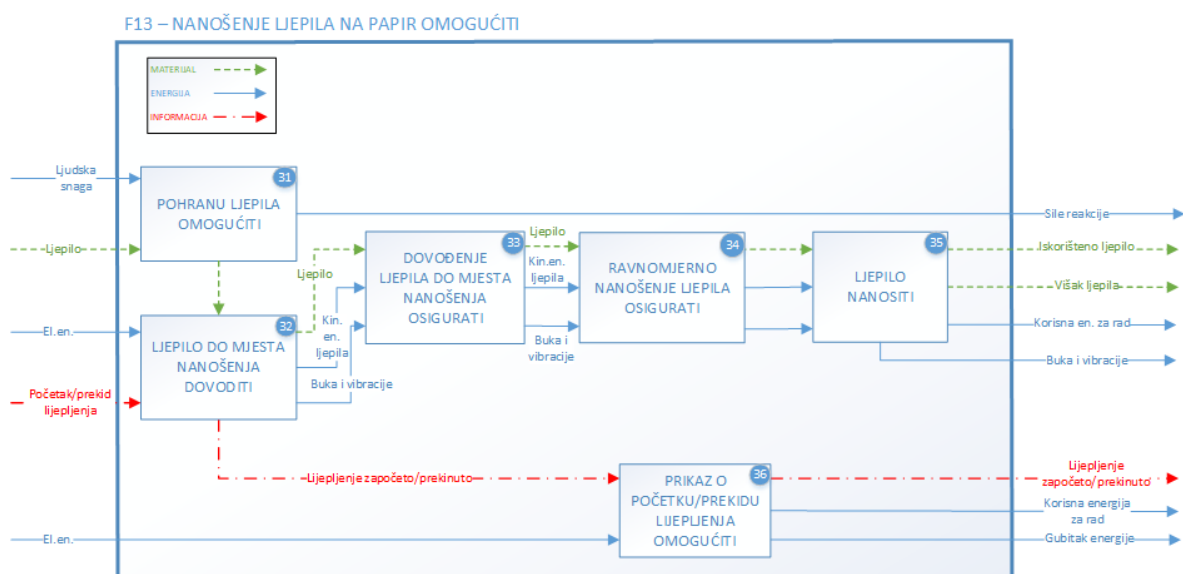 F13 – NANOŠENJE LJEPILA NA PAPIR OMOGUĆITI
MATERIJAL
ENERGIJA
INFORMACIJA
Ljudska
snaga
31
POHRANU LJEPILA
OMOGUĆITI
Sile reakcije
Ljepilo
Ljepilo
33
DOVOĐENJE
LJEPILA DO MJESTA
NANOŠENJA
OSIGURATI
Ljepilo
Kin.en.
ljepila
Buka i
vibracije
34
RAVNOMJERNO
NANOŠENJE LJEPILA
OSIGURATI
35
LJEPILO
NANOSITI
Iskorišteno ljepilo
Višak ljepila
Korisna en. za rad
Buka i vibracije
El.en.
32
LJEPILO DO MJESTA
NANOŠENJA
DOVODITI
Kin.
en.
ljepila
Buka i vibracije
Početak/prekid
lijepljenja
Lijepljenje započeto/prekinuto
36
PRIKAZ O
POČETKU/PREKIDU
LIJEPLJENJA
OMOGUĆITI
Lijepljenje
započeto/prekinuto
Korisna energija
za rad
Gubitak energije
El.en.